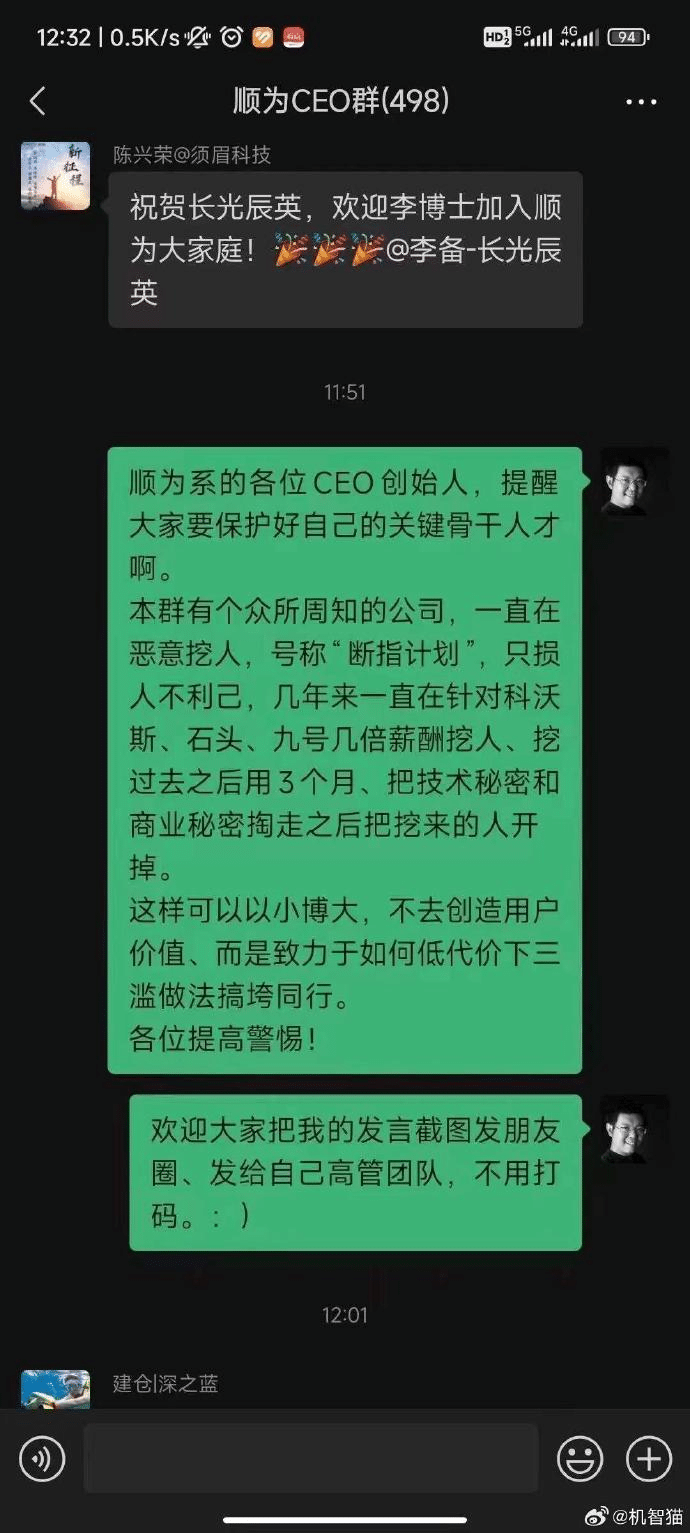 12:32 | 0.5K/s
HD 1 2 5G 4G 94
顺为CEO群(498)
新征程
陈兴荣@须眉科技
祝贺长光辰英，欢迎李博士加入顺
为大家庭！🎉🎉🎉@李备-长光辰
英
11:51
顺为系的各位CEO创始人，提醒
大家要保护好自己的关键骨干人才
啊。
本群有个众所周知的公司，一直在
恶意挖人，号称“断指计划”，只损
人不利己，几年来一直在针对科沃
斯、石头、九号几倍薪酬挖人、挖
过去之后用3个月、把技术秘密和
商业秘密掏走之后把挖来的人开
掉。
这样可以以小博大，不去创造用户
价值、而是致力于如何低代价下三
滥做法搞垮同行。
各位提高警惕！
欢迎大家把我的发言截图发朋友
圈、发给自己高管团队，不用打
码。：)
12:01
建仓|深之蓝
@机智猫